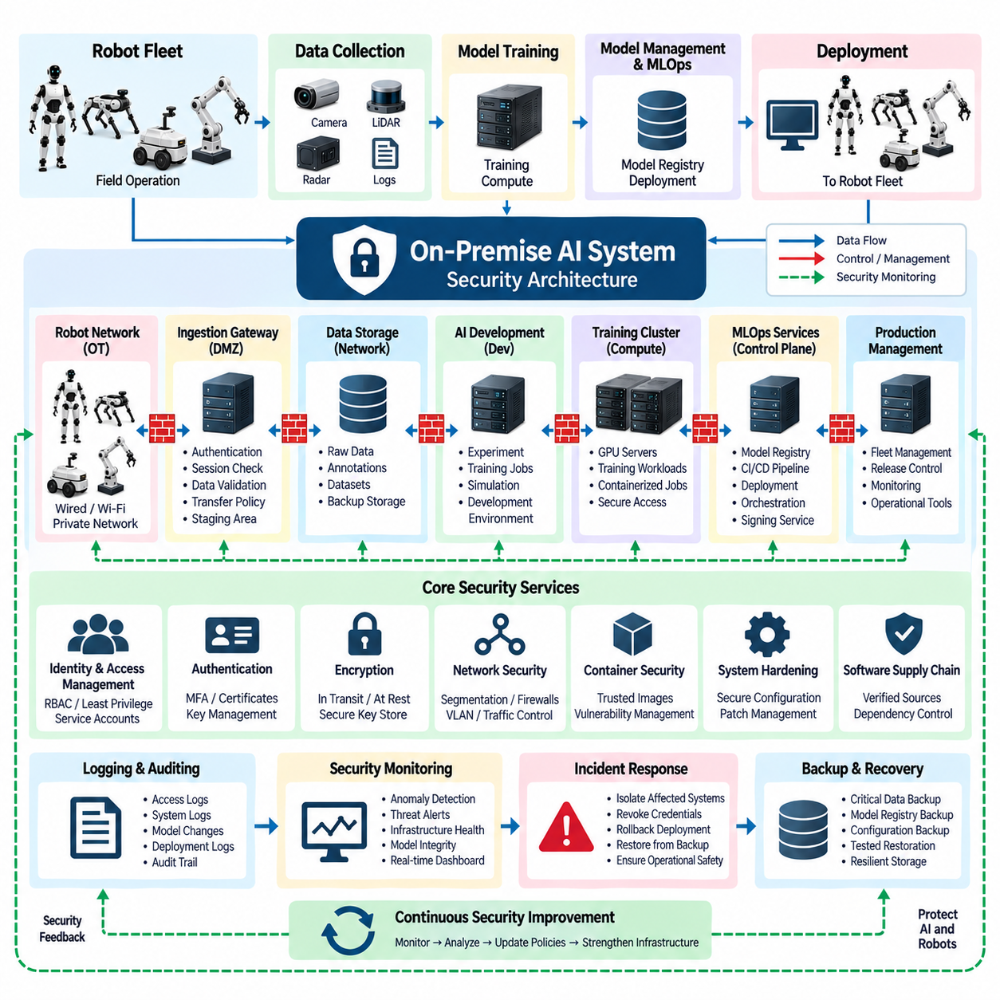 Robot Fleet
Field Operation
Data Collection
Camera
LiDAR
Radar
Logs
Model Training
Training
Compute
Model Management
& MLOps
Model Registry
Deployment
Deployment
To Robot Fleet
On-Premise AI System
Security Architecture
Data Flow
Control / Management
Security Monitoring
Robot Network
(OT)
Wired / Wi-Fi
Private Network
Ingestion Gateway
(DMZ)
• Authentication
• Session Check
• Data Validation
• Transfer Policy
• Staging Area
Data Storage
(Network)
• Raw Data
• Annotations
• Datasets
• Backup Storage
AI Development
(Dev)
• Experiment
• Training Jobs
• Simulation
• Development
Environment
Training Cluster
(Compute)
• GPU Servers
• Training Workloads
• Containerized Jobs
• Secure Access
MLOps Services
(Control Plane)
• Model Registry
• CI/CD Pipeline
• Deployment
• Orchestration
• Signing Service
Production
Management
• Fleet Management
• Release Control
• Monitoring
• Operational Tools
Core Security Services
Identity & Access
Management
RBAC / Least Privilege
Service Accounts
Authentication
MFA / Certificates
Key Management
Encryption
In Transit / At Rest
Secure Key Store
Network Security
Segmentation / Firewalls
VLAN / Traffic Control
Container Security
Trusted Images
Vulnerability Management
System Hardening
Secure Configuration
Patch Management
Software Supply Chain
Verified Sources
Dependency Control
Logging & Auditing
• Access Logs
• System Logs
• Model Changes
• Deployment Logs
• Audit Trail
Security Monitoring
• Anomaly Detection
• Threat Alerts
• Infrastructure Health
• Model Integrity
• Real-time Dashboard
Incident Response
• Isolate Affected Systems
• Revoke Credentials
• Rollback Deployment
• Restore from Backup
• Ensure Operational Safety
Backup & Recovery
• Critical Data Backup
• Model Registry Backup
• Configuration Backup
• Tested Restoration
• Resilient Storage
Security
Feedback
Continuous Security Improvement
Monitor → Analyze → Update Policies → Strengthen Infrastructure
Protect
AI and
Robots